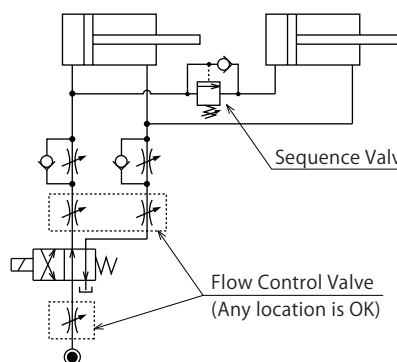 Sequence Valv
Flow Control Valve
(Any location is OK)